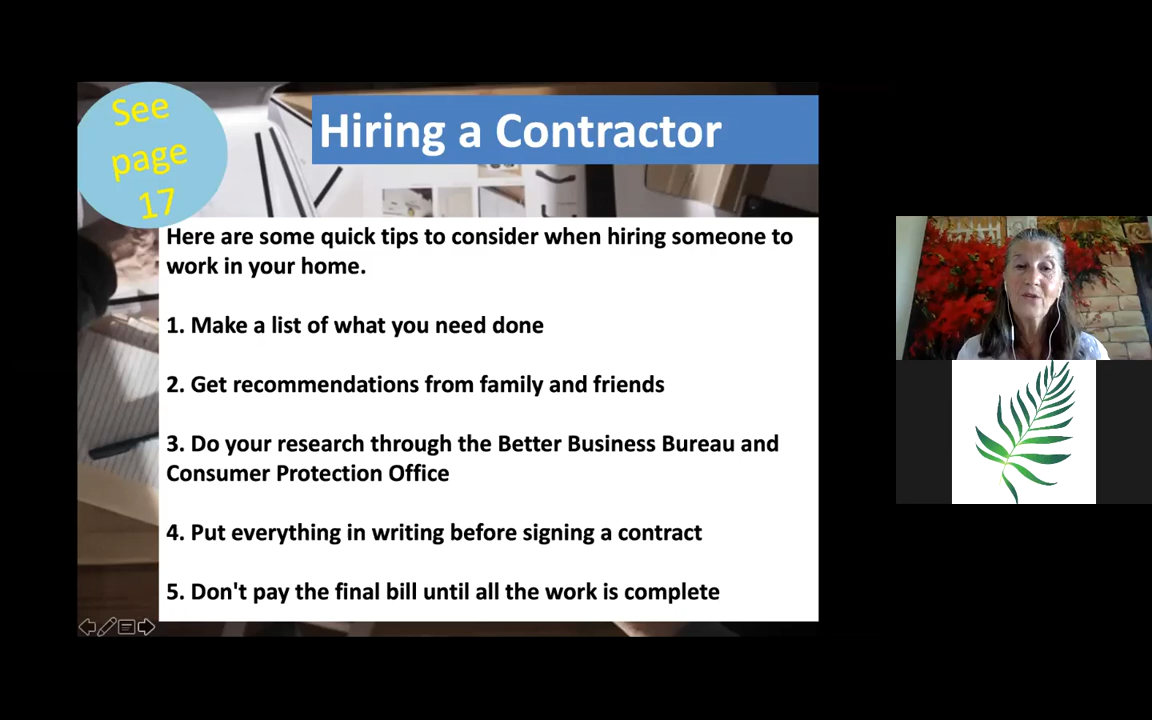 See
page
17
Hiring a Contractor
Here are some quick tips to consider when hiring someone to
work in your home.
1. Make a list of what you need done
2. Get recommendations from family and friends
3. Do your research through the Better Business Bureau and
Consumer Protection Office
4. Put everything in writing before signing a contract
5. Don't pay the final bill until all the work is complete